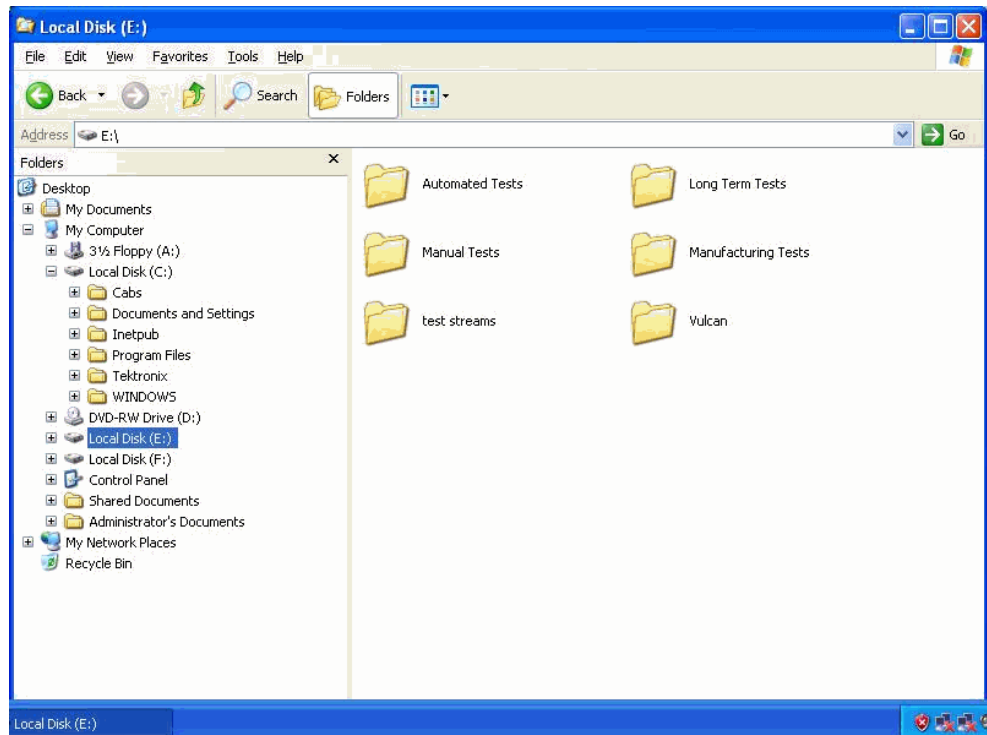 Local Disk (E:)
File Edit View Favorites Tools Help
Back Search Folders
Address E:\ Go
Folders X
Desktop
My Documents
My Computer
3½ Floppy (A:)
Local Disk (C:)
Cabs
Documents and Settings
Inetpub
Program Files
Tektronix
WINDOWS
DVD-RW Drive (D:)
Local Disk (E:)
Local Disk (F:)
Control Panel
Shared Documents
Administrator's Documents
My Network Places
Recycle Bin
Automated Tests Long Term Tests
Manual Tests Manufacturing Tests
test streams Vulcan
Local Disk (E:)